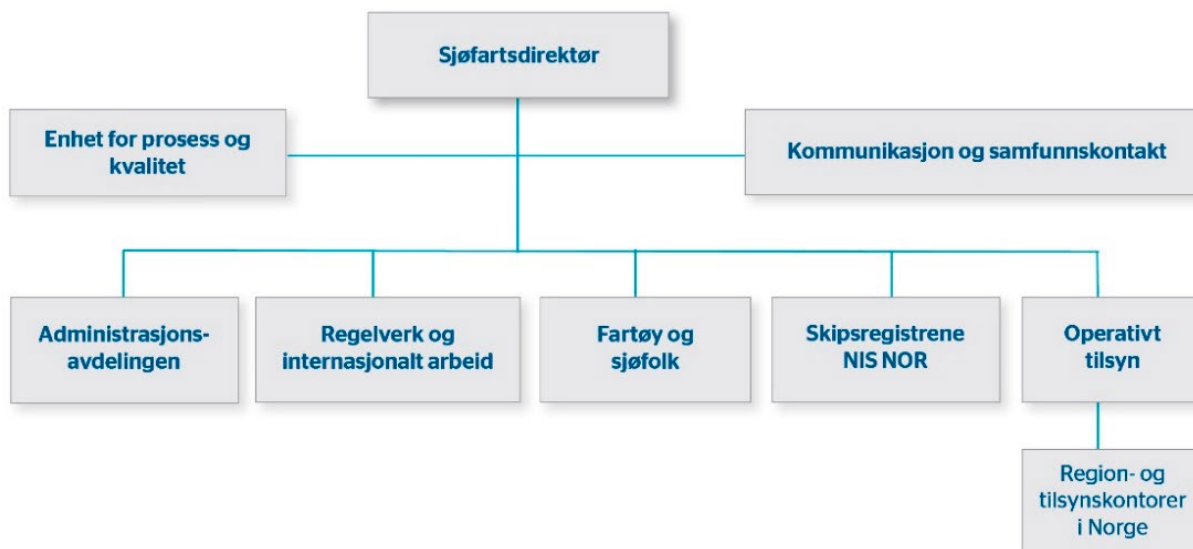 Sjøfartsdirektør
Enhet for prosess og
kvalitet
Kommunikasjon og samfunnskontakt
Administrasjons-
avdelingen
Regelverk og
internasjonalt arbeid
Fartøy og
sjøfolk
Skipsregistrene
NIS NOR
Operativt
tilsyn
Region- og
tilsynskontorer
i Norge